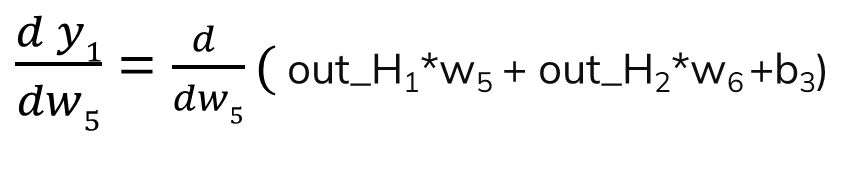 d y₁/dw₅ = d/dw₅ ( out_H₁*w₅ + out_H₂*w₆+b₃)